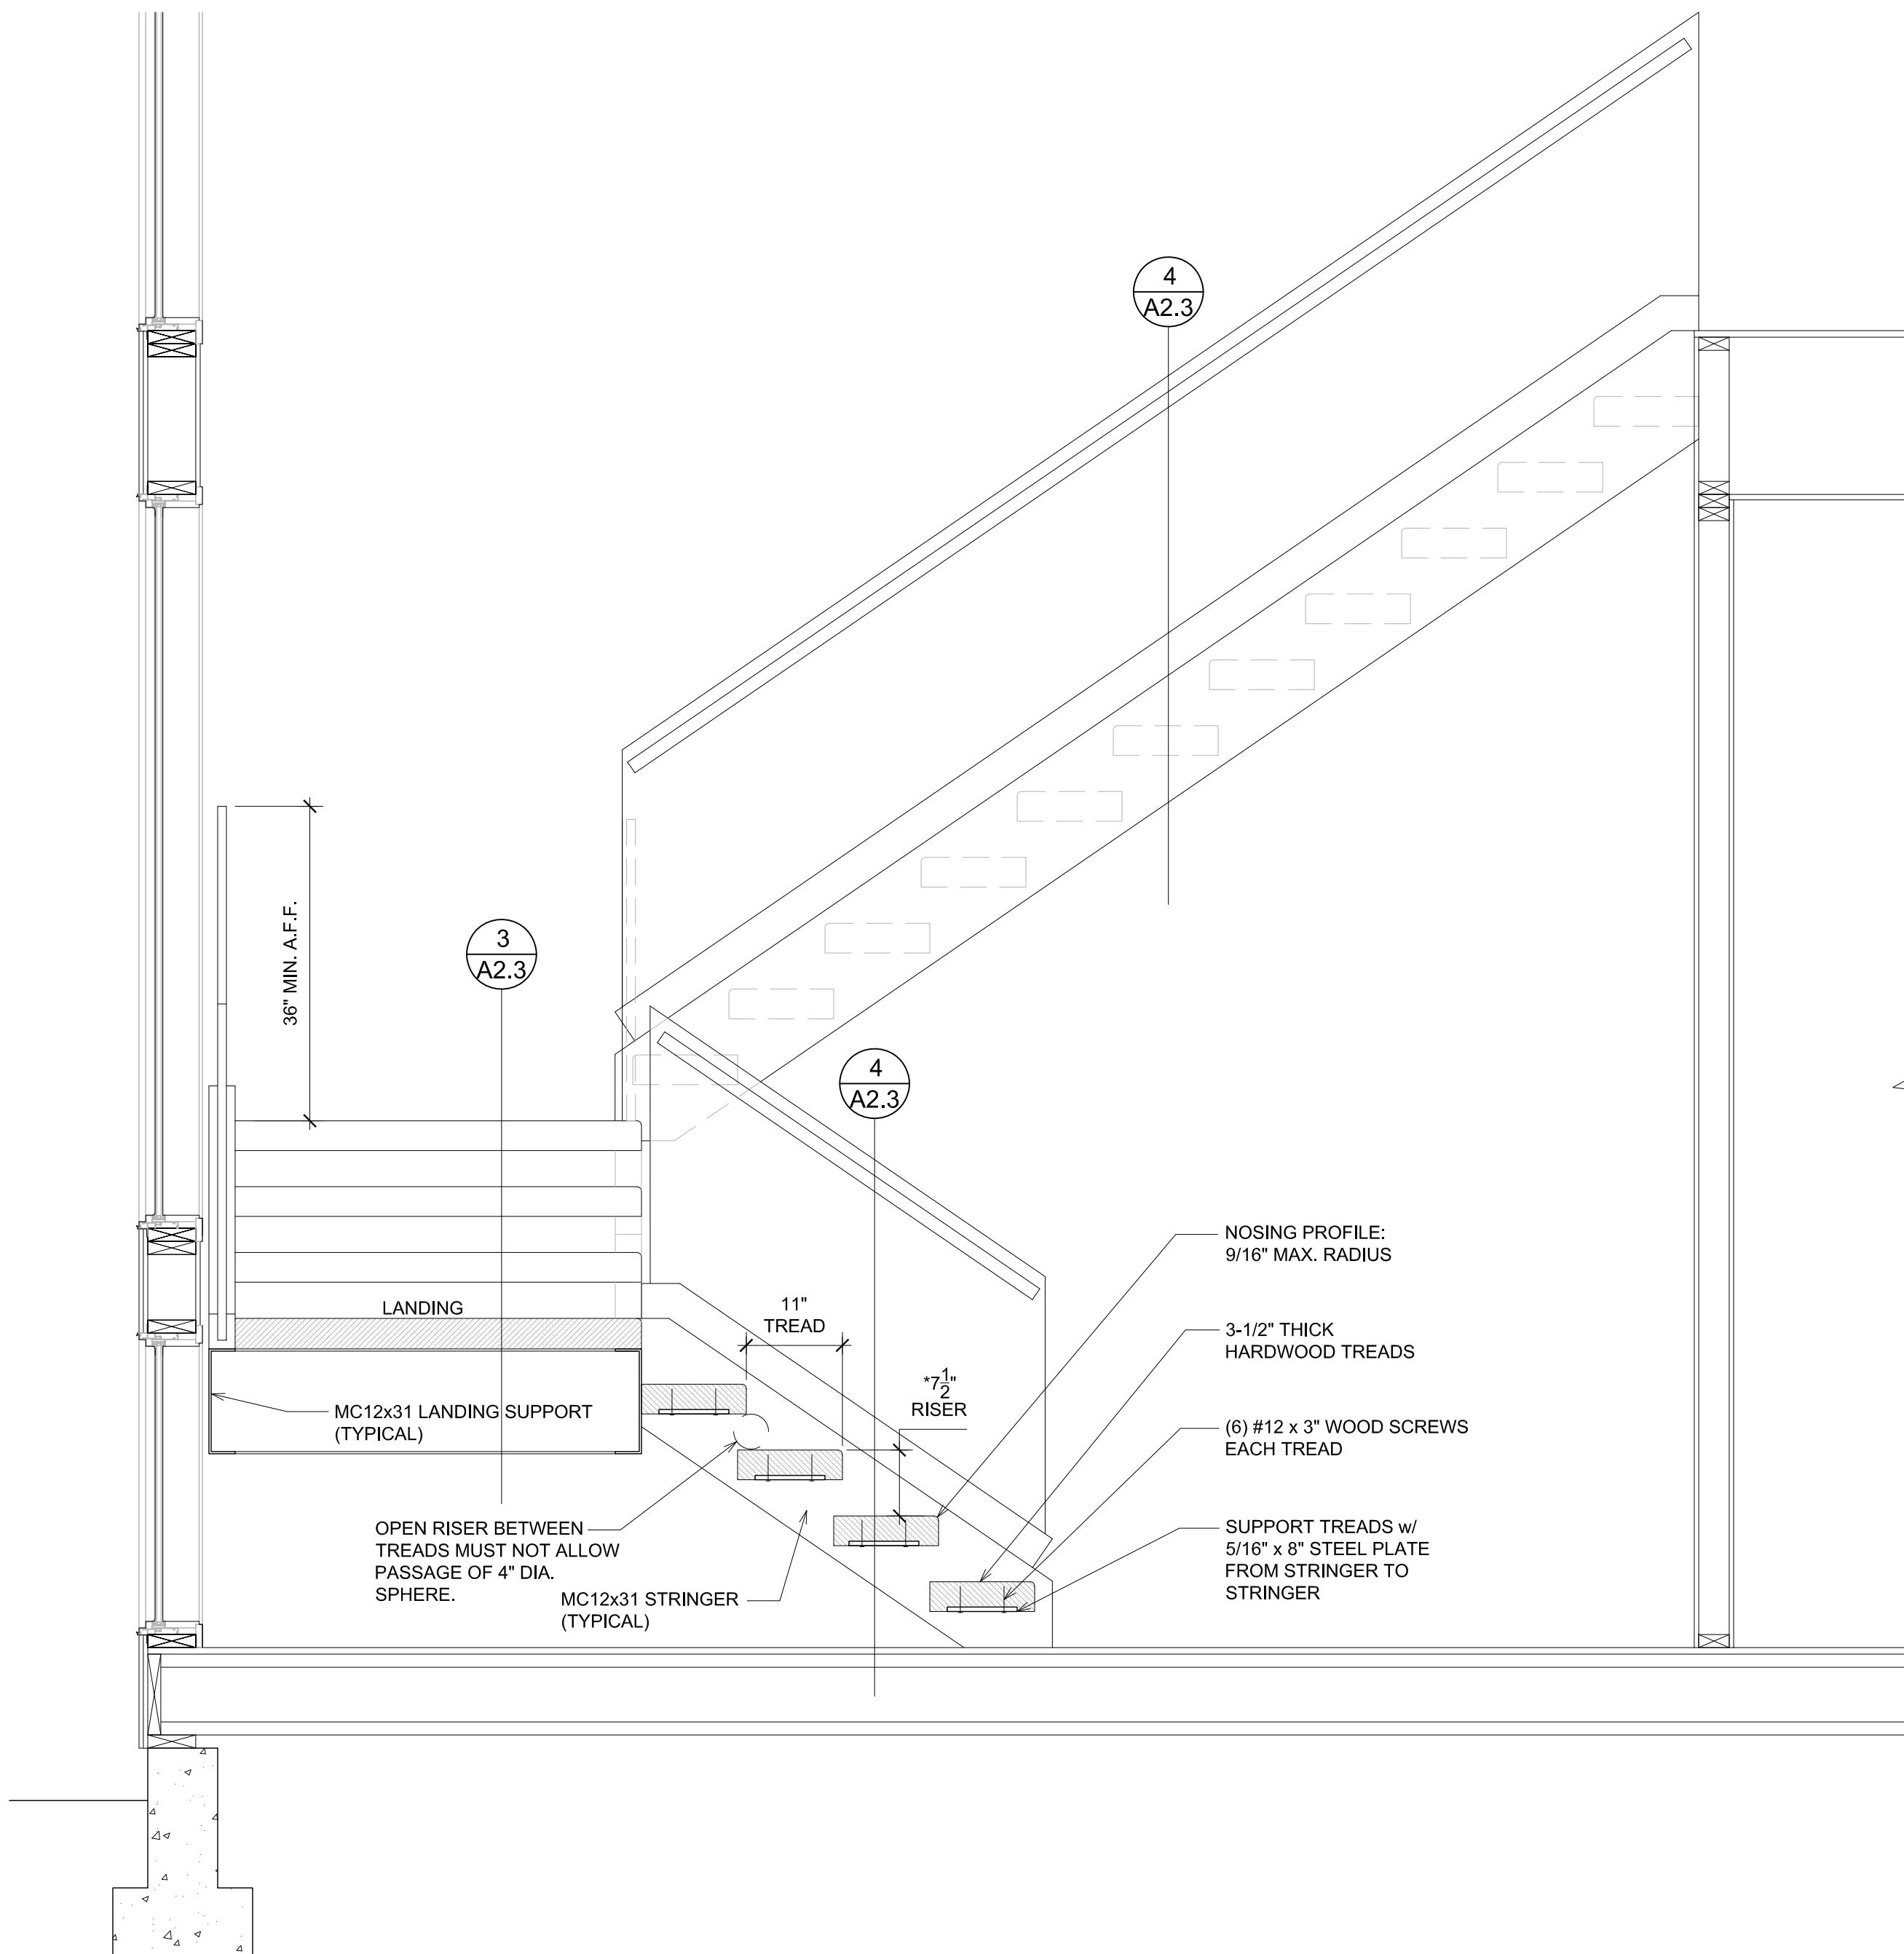 4
A2.3
36" MIN. A.F.F.
3
A2.3
4
A2.3
NOSING PROFILE:
9/16" MAX. RADIUS
LANDING
11"
TREAD
3-1/2" THICK
HARDWOOD TREADS
*7 1/2"
RISER
MC12x31 LANDING SUPPORT
(TYPICAL)
(6) #12 x 3" WOOD SCREWS
EACH TREAD
OPEN RISER BETWEEN
TREADS MUST NOT ALLOW
PASSAGE OF 4" DIA.
SPHERE.
MC12x31 STRINGER
(TYPICAL)
SUPPORT TREADS w/
5/16" x 8" STEEL PLATE
FROM STRINGER TO
STRINGER